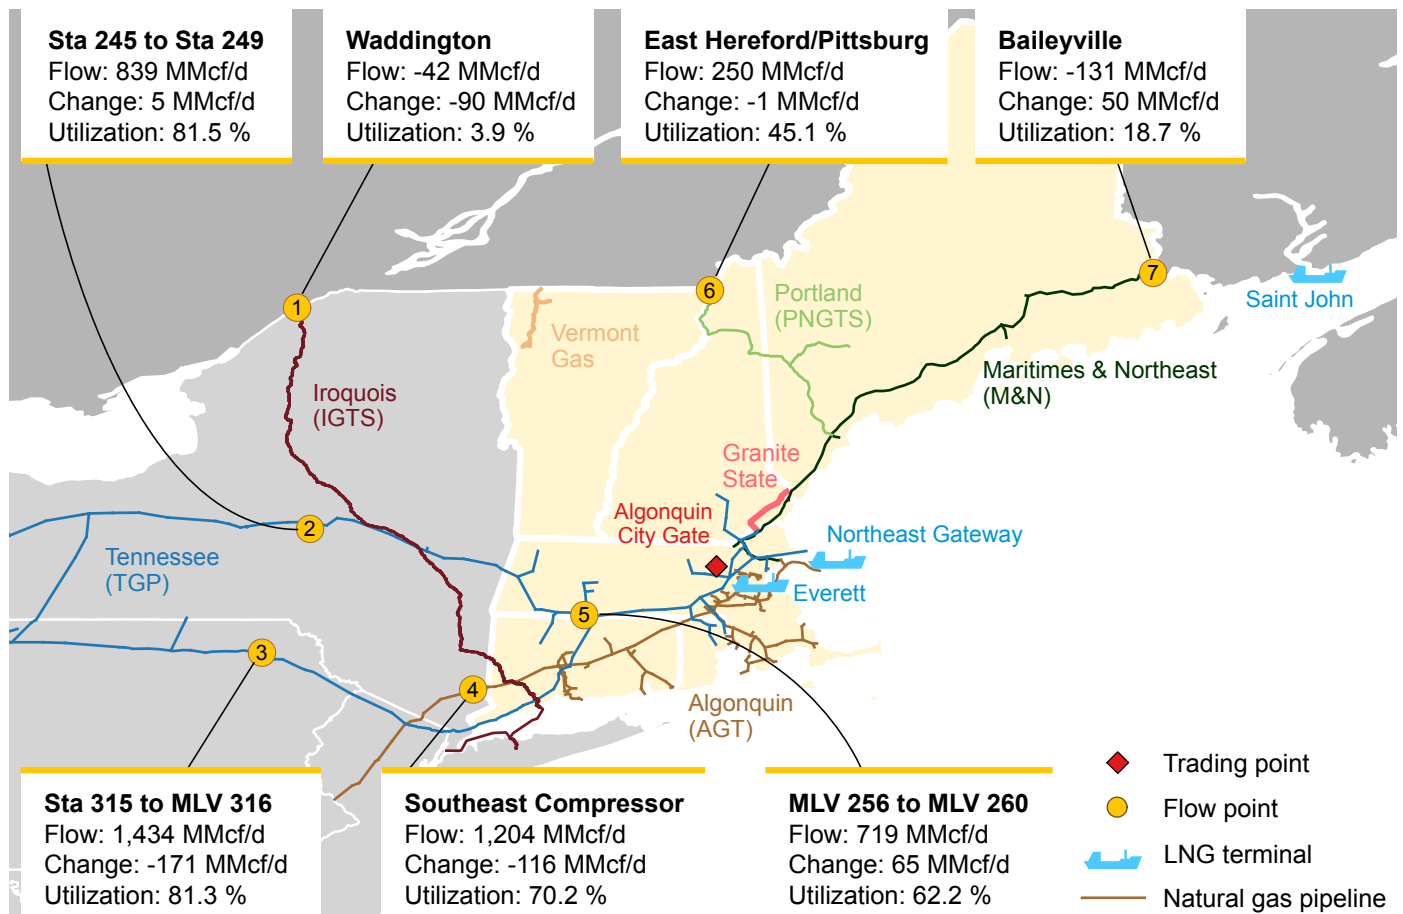 Sta 245 to Sta 249
Flow: 839 MMcf/d
Change: 5 MMcf/d
Utilization: 81.5 %
Waddington
Flow: -42 MMcf/d
Change: -90 MMcf/d
Utilization: 3.9 %
East Hereford/Pittsburg
Flow: 250 MMcf/d
Change: -1 MMcf/d
Utilization: 45.1 %
Baileyville
Flow: -131 MMcf/d
Change: 50 MMcf/d
Utilization: 18.7 %
1
6
7
Saint John
Portland
(PNGTS)
Vermont
Gas
Iroquois
(IGTS)
Maritimes & Northeast
(M&N)
Granite
State
Algonquin
City Gate
2
Northeast Gateway
Tennessee
(TGP)
Everett
5
3
4
Algonquin
(AGT)
Sta 315 to MLV 316
Flow: 1,434 MMcf/d
Change: -171 MMcf/d
Utilization: 81.3 %
Southeast Compressor
Flow: 1,204 MMcf/d
Change: -116 MMcf/d
Utilization: 70.2 %
MLV 256 to MLV 260
Flow: 719 MMcf/d
Change: 65 MMcf/d
Utilization: 62.2 %
Trading point
Flow point
LNG terminal
Natural gas pipeline